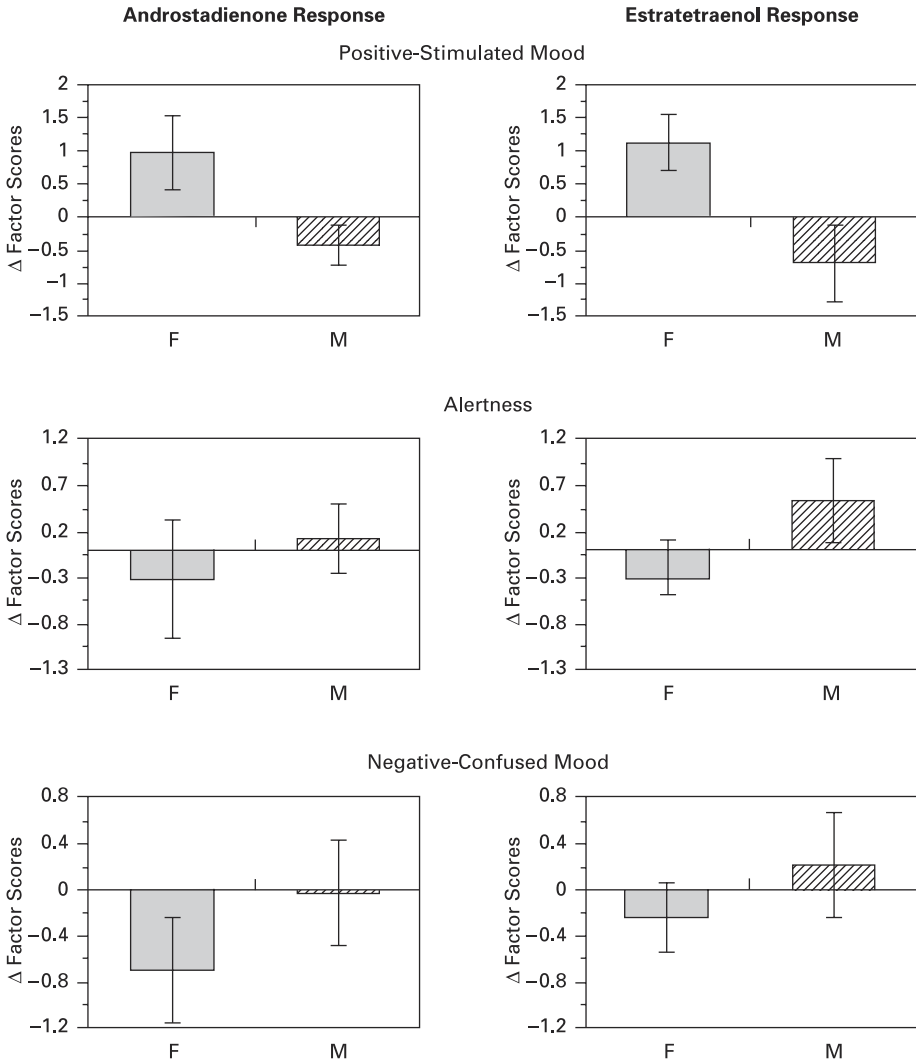 Androstadienone Response
Estratetraenol Response
Positive-Stimulated Mood
Δ Factor Scores
2
1.5
1
0.5
0
−0.5
−1
−1.5
F
M
Δ Factor Scores
2
1.5
1
0.5
0
−0.5
−1
−1.5
F
M
Alertness
Δ Factor Scores
1.2
0.7
0.2
−0.3
−0.8
−1.3
F
M
Δ Factor Scores
1.2
0.7
0.2
−0.3
−0.8
−1.3
F
M
Negative-Confused Mood
Δ Factor Scores
0.8
0.4
0
−0.4
−0.8
−1.2
F
M
Δ Factor Scores
0.8
0.4
0
−0.4
−0.8
−1.2
F
M